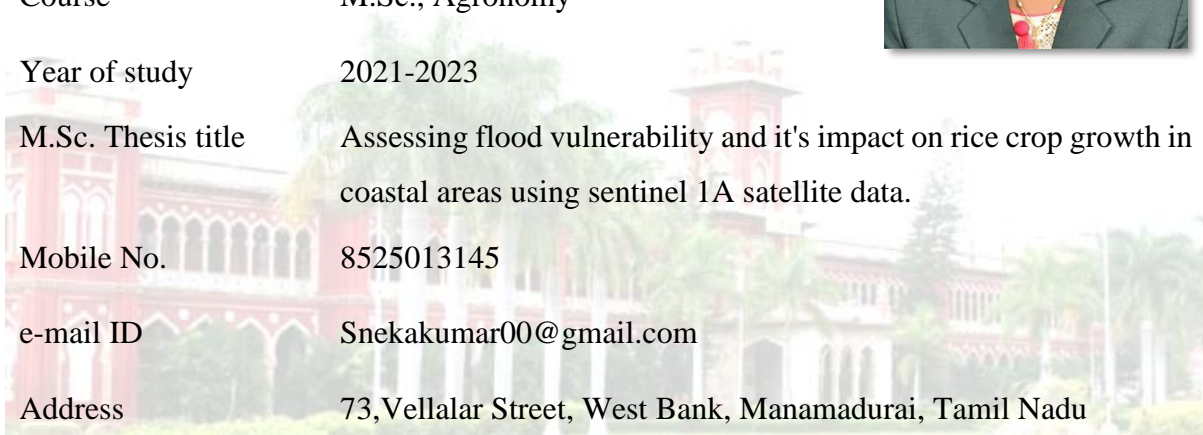 Course M.Sc., Agronomy
Year of study 2021-2023
M.Sc. Thesis title Assessing flood vulnerability and it's impact on rice crop growth in
coastal areas using sentinel 1A satellite data.
Mobile No. 8525013145
e-mail ID Snekakumar00@gmail.com
Address 73,Vellalar Street, West Bank, Manamadurai, Tamil Nadu